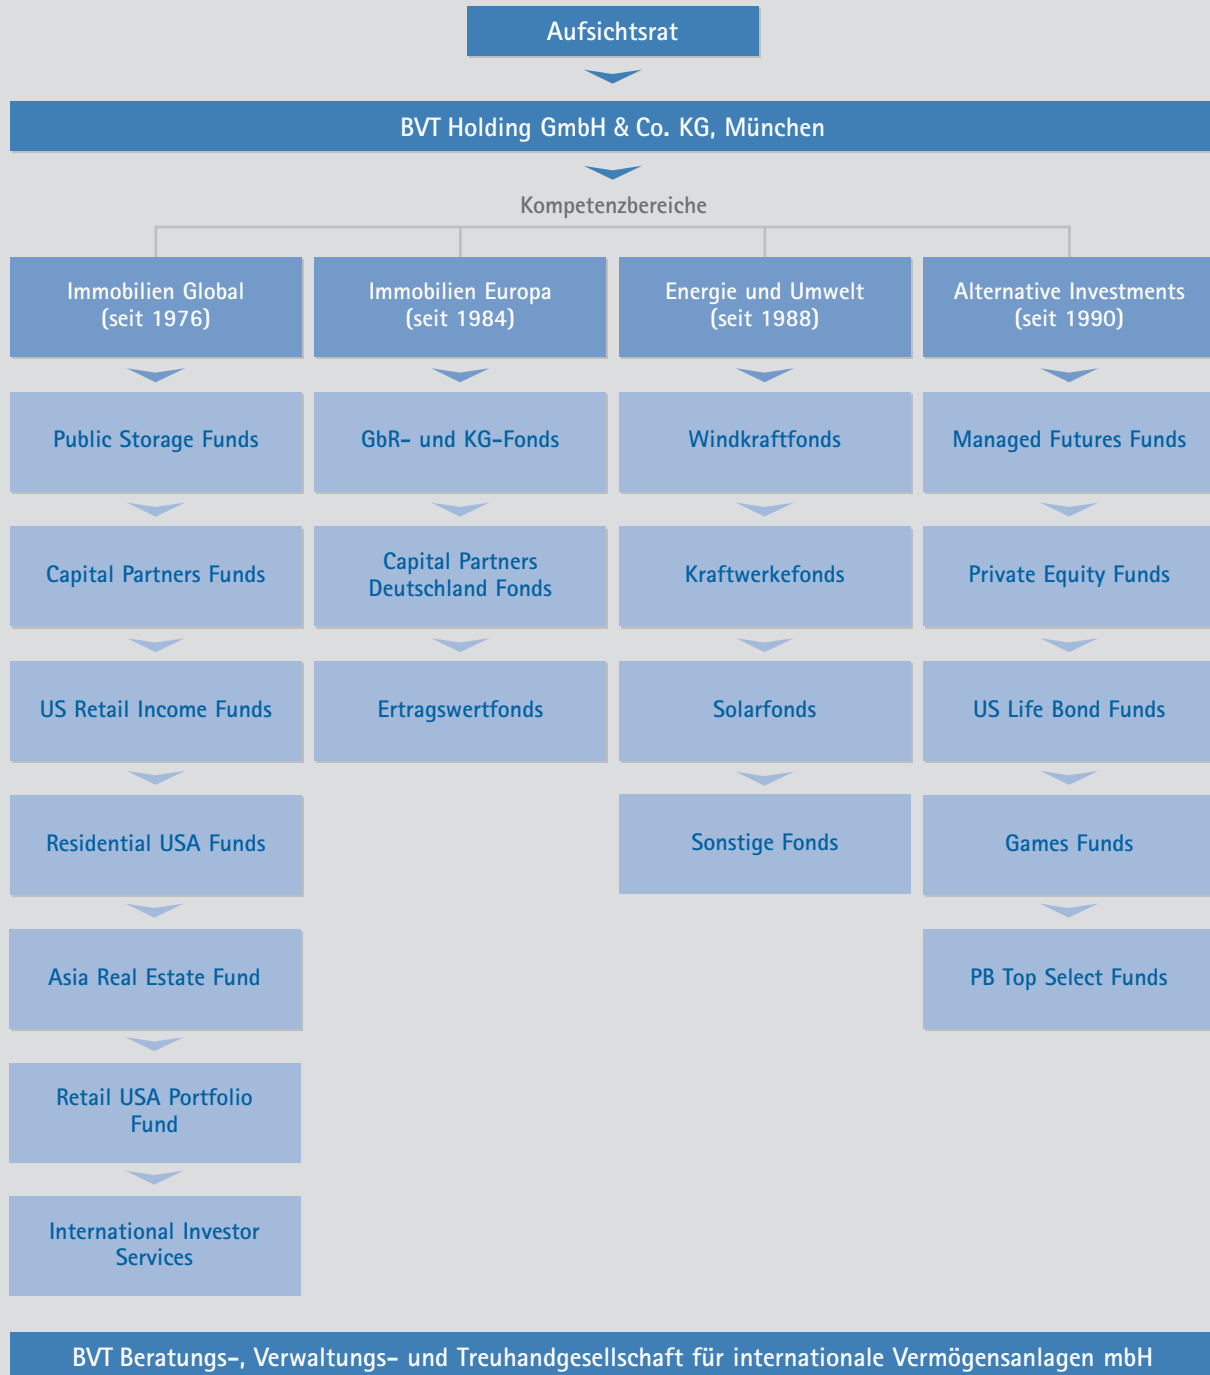 Aufsichtsrat
BVT Holding GmbH & Co. KG, München
Kompetenzbereiche
Immobilien Global
(seit 1976)
Public Storage Funds
Capital Partners Funds
US Retail Income Funds
Residential USA Funds
Asia Real Estate Fund
Retail USA Portfolio
Fund
International Investor
Services
Immobilien Europa
(seit 1984)
GbR- und KG-Fonds
Capital Partners
Deutschland Fonds
Ertragswertfonds
Energie und Umwelt
(seit 1988)
Windkraftfonds
Kraftwerkefonds
Solarfonds
Sonstige Fonds
Alternative Investments
(seit 1990)
Managed Futures Funds
Private Equity Funds
US Life Bond Funds
Games Funds
PB Top Select Funds
BVT Beratungs-, Verwaltungs- und Treuhandgesellschaft für internationale Vermögensanlagen mbH